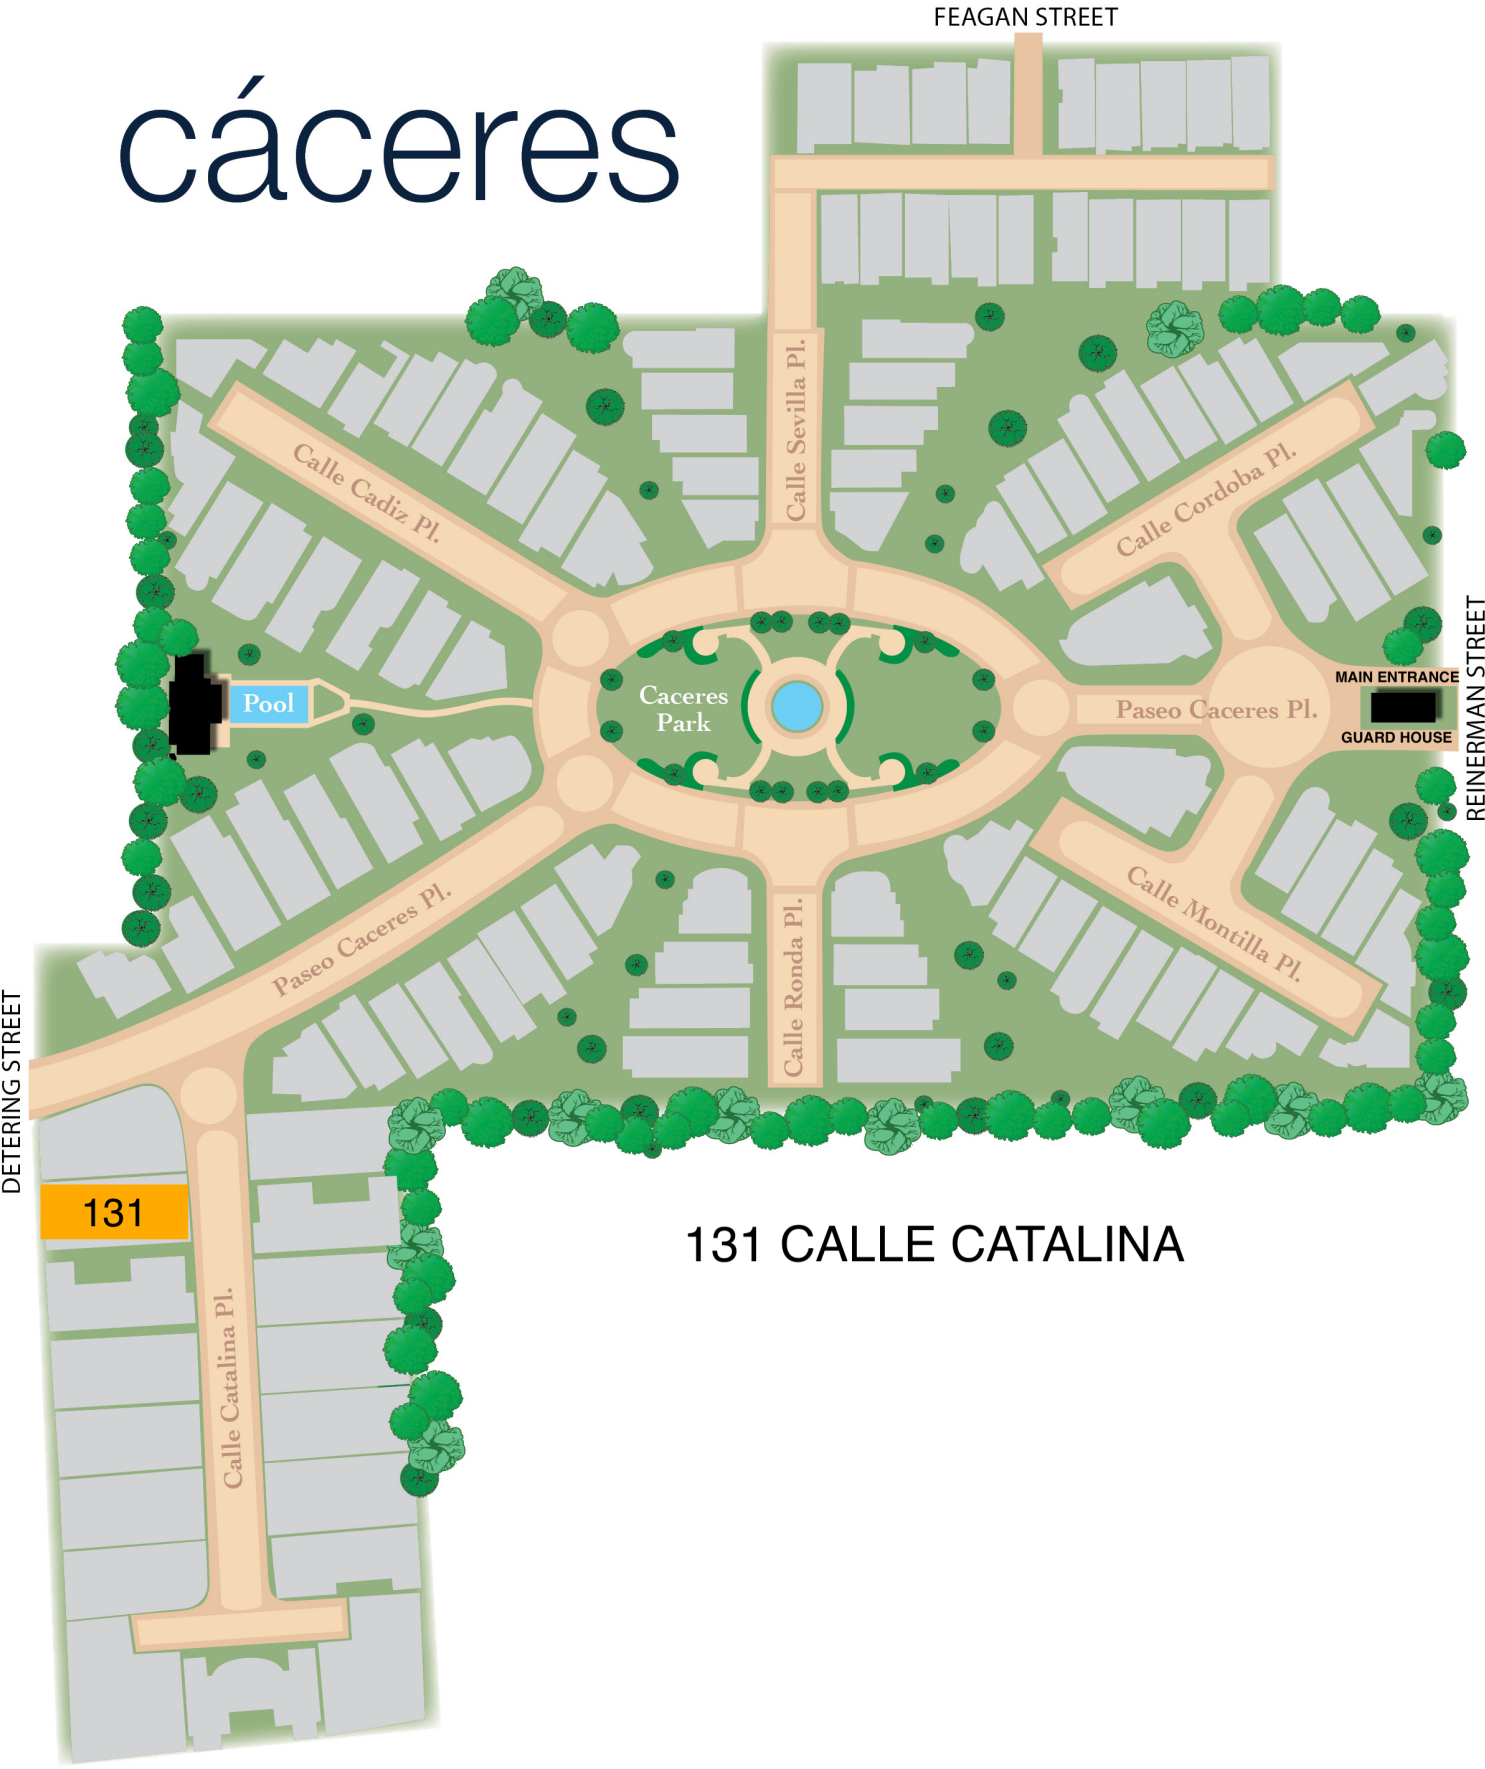 FEAGAN STREET
cáceres
Calle Sevilla Pl.
Calle Cadiz Pl.
Calle Cordoba Pl.
REINERMAN STREET
MAIN ENTRANCE
Pool
Caceres
Park
Paseo Caceres Pl.
GUARD HOUSE
Paseo Caceres Pl.
Calle Ronda Pl.
Calle Montilla Pl.
DETERING STREET
131
131 CALLE CATALINA
Calle Catalina Pl.